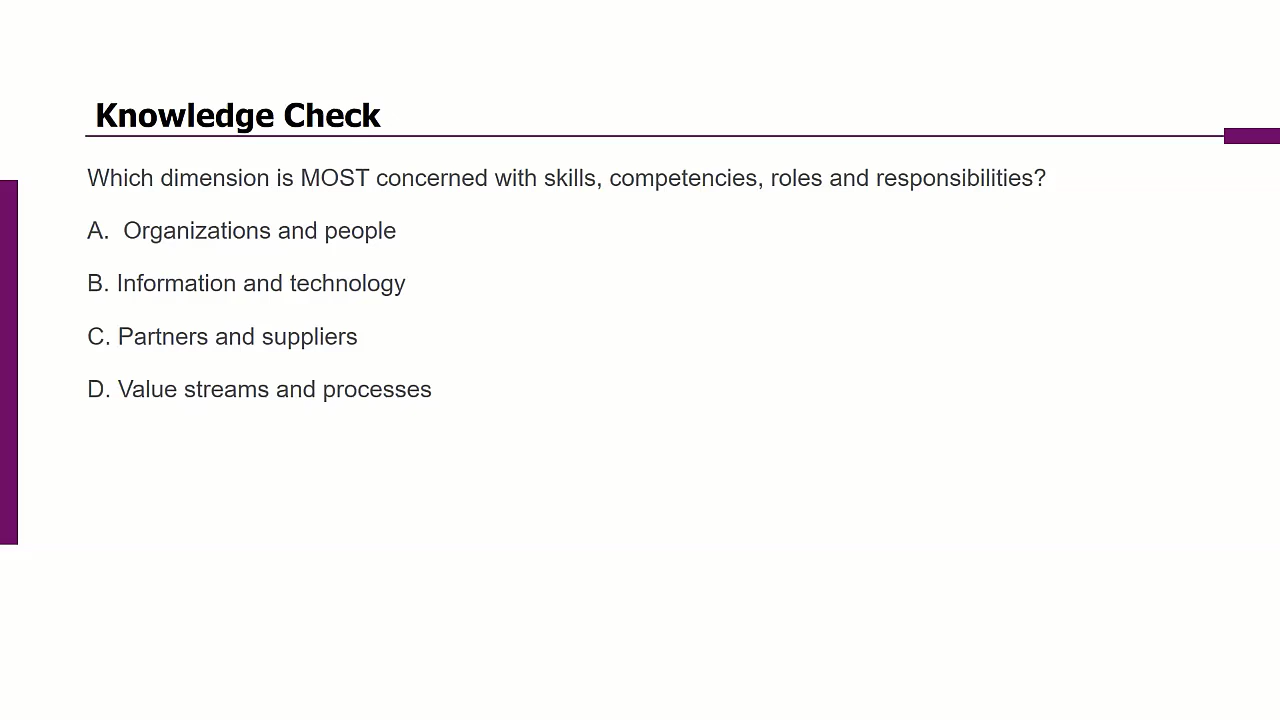 Knowledge Check
Which dimension is MOST concerned with skills, competencies, roles and responsibilities?
A. Organizations and people
B. Information and technology
C. Partners and suppliers
D. Value streams and processes